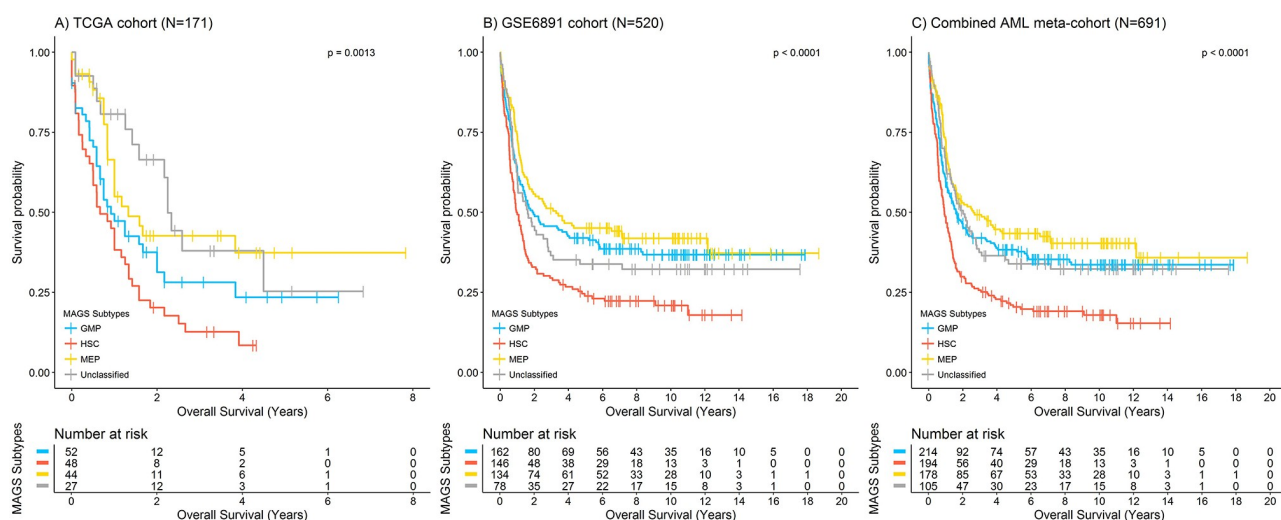 A) TCGA cohort (N=171)
p = 0.0013
Survival probability
1.00
0.75
0.50
0.25
0.00
MAGS Subtypes
GMP
HSC
MEP
Unclassified
0 2 4 6 8
Overall Survival (Years)
Number at risk
MAGS Subtypes
52 12 5 1 0
48 8 2 0 0
44 11 6 1 0
27 12 3 1 0
0 2 4 6 8
B) GSE6891 cohort (N=520)
p < 0.0001
Survival probability
1.00
0.75
0.50
0.25
0.00
MAGS Subtypes
GMP
HSC
MEP
Unclassified
0 2 4 6 8 10 12 14 16 18 20
Overall Survival (Years)
Number at risk
MAGS Subtypes
162 80 69 56 43 35 16 10 5 0 0
146 48 38 29 18 13 3 1 0 0 0
134 74 61 52 33 28 10 3 1 1 0
78 35 27 22 17 15 8 3 1 0 0
0 2 4 6 8 10 12 14 16 18 20
C) Combined AML meta-cohort (N=691)
p < 0.0001
Survival probability
1.00
0.75
0.50
0.25
0.00
MAGS Subtypes
GMP
HSC
MEP
Unclassified
0 2 4 6 8 10 12 14 16 18 20
Overall Survival (Years)
Number at risk
MAGS Subtypes
214 92 74 57 43 35 16 10 5 0 0
194 56 40 29 18 13 3 1 0 0 0
178 85 67 53 33 28 10 3 1 1 0
105 47 30 23 17 15 8 3 1 0 0
0 2 4 6 8 10 12 14 16 18 20